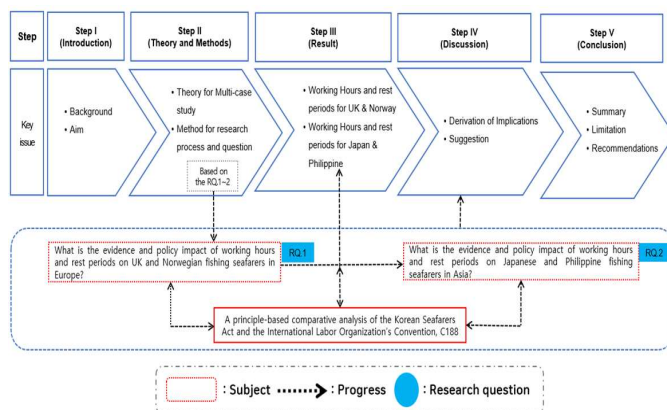 Step
Step I
(Introduction)
Step II
(Theory and Methods)
Step III
(Result)
Step IV
(Discussion)
Step V
(Conclusion)
Key
issue
• Background
• Aim
• Theory for Multi-case
study
• Method for research
process and question
Based on
the RQ.1~2
• Working Hours and rest
periods for UK & Norway
• Working Hours and rest
periods for Japan &
Philippine
• Derivation of Implications
• Suggestion
• Summary
• Limitation
• Recommendations
What is the evidence and policy impact of working hours
and rest periods on UK and Norwegian fishing seafarers in
Europe?
RQ.1
What is the evidence and policy impact of working hours
and rest periods on Japanese and Philippine fishing
seafarers in Asia?
RQ.2
A principle-based comparative analysis of the Korean Seafarers
Act and the International Labor Organization's Convention, C188
: Subject
: Progress
: Research question